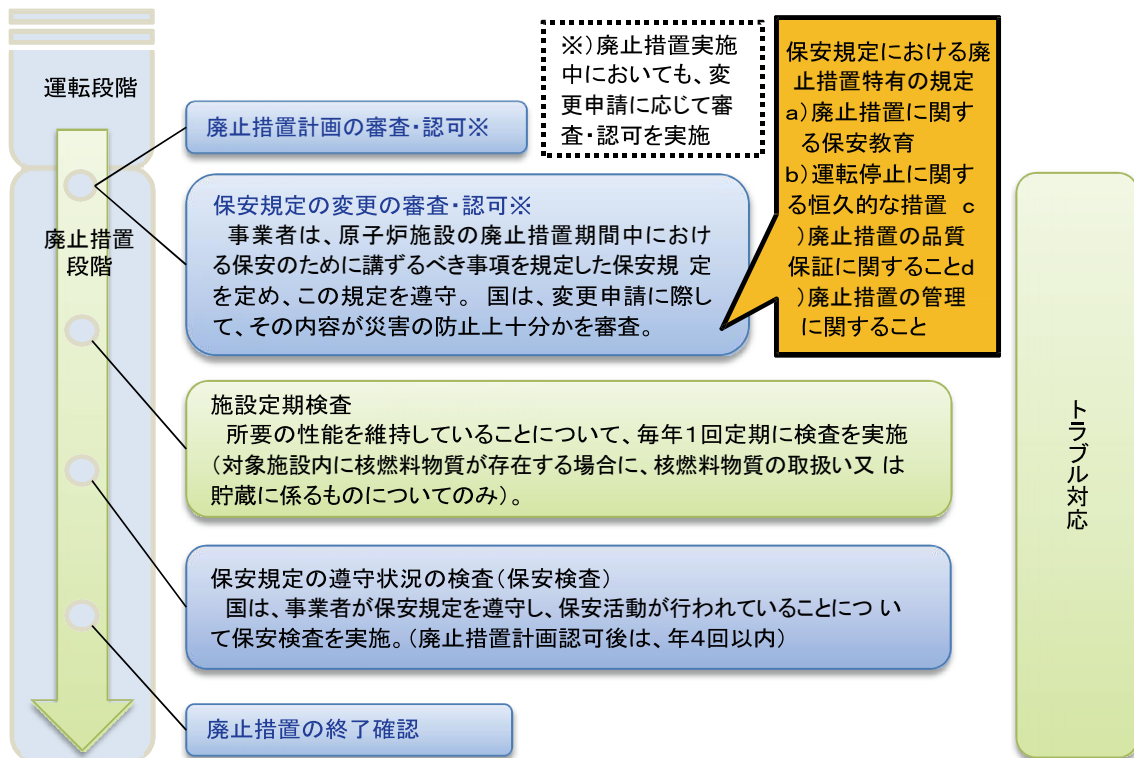 運転段階
廃止措置
段階
廃止措置計画の審査・認可※
※)廃止措置実施
中においても、変
更申請に応じて審
査・認可を実施
保安規定における廃
止措置特有の規定
a)廃止措置に関す
る保安教育
b)運転停止に関す
る恒久的な措置 c
)廃止措置の品質
保証に関することd
)廃止措置の管理
に関すること
保安規定の変更の審査・認可※
事業者は、原子炉施設の廃止措置期間中におけ
る保安のために講ずるべき事項を規定した保安規 定
を定め、この規定を遵守。 国は、変更申請に際し
て、その内容が災害の防止上十分かを審査。
施設定期検査
所要の性能を維持していることについて、毎年1回定期に検査を実施
(対象施設内に核燃料物質が存在する場合に、核燃料物質の取扱い又 は
貯蔵に係るものについてのみ)。
保安規定の遵守状況の検査(保安検査)
国は、事業者が保安規定を遵守し、保安活動が行われていることにつ い
て保安検査を実施。(廃止措置計画認可後は、年4回以内)
廃止措置の終了確認
トラブル対応